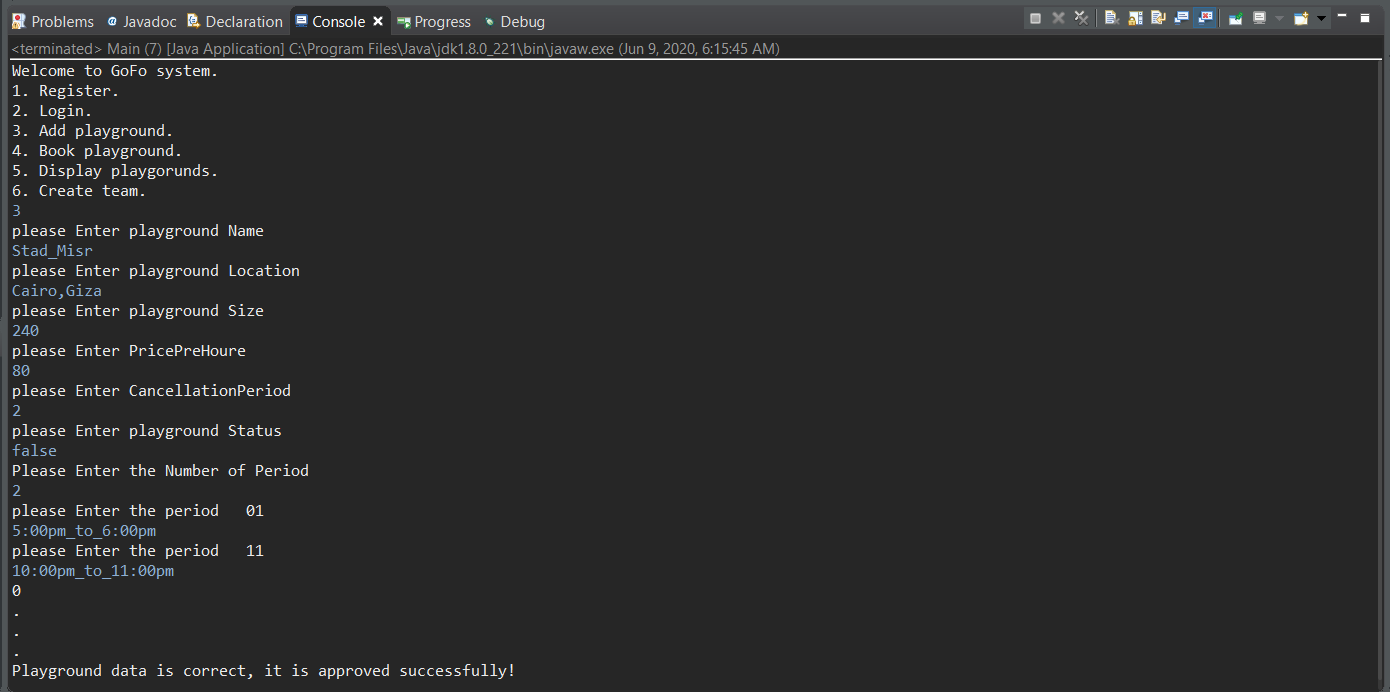 Problems Javadoc Declaration Console Progress Debug
<terminated> Main (7) [Java Application] C:\Program Files\Java\jdk1.8.0_221\bin\javaw.exe (Jun 9, 2020, 6:15:45 AM)
Welcome to GoFo system.
1. Register.
2. Login.
3. Add playground.
4. Book playground.
5. Display playgorunds.
6. Create team.
3
please Enter playground Name
Stad_Misr
please Enter playground Location
Cairo,Giza
please Enter playground Size
240
please Enter PricePreHoure
80
please Enter CancellationPeriod
2
please Enter playground Status
false
Please Enter the Number of Period
2
please Enter the period   01
5:00pm_to_6:00pm
please Enter the period   11
10:00pm_to_11:00pm
0
.
.
.
Playground data is correct, it is approved successfully!